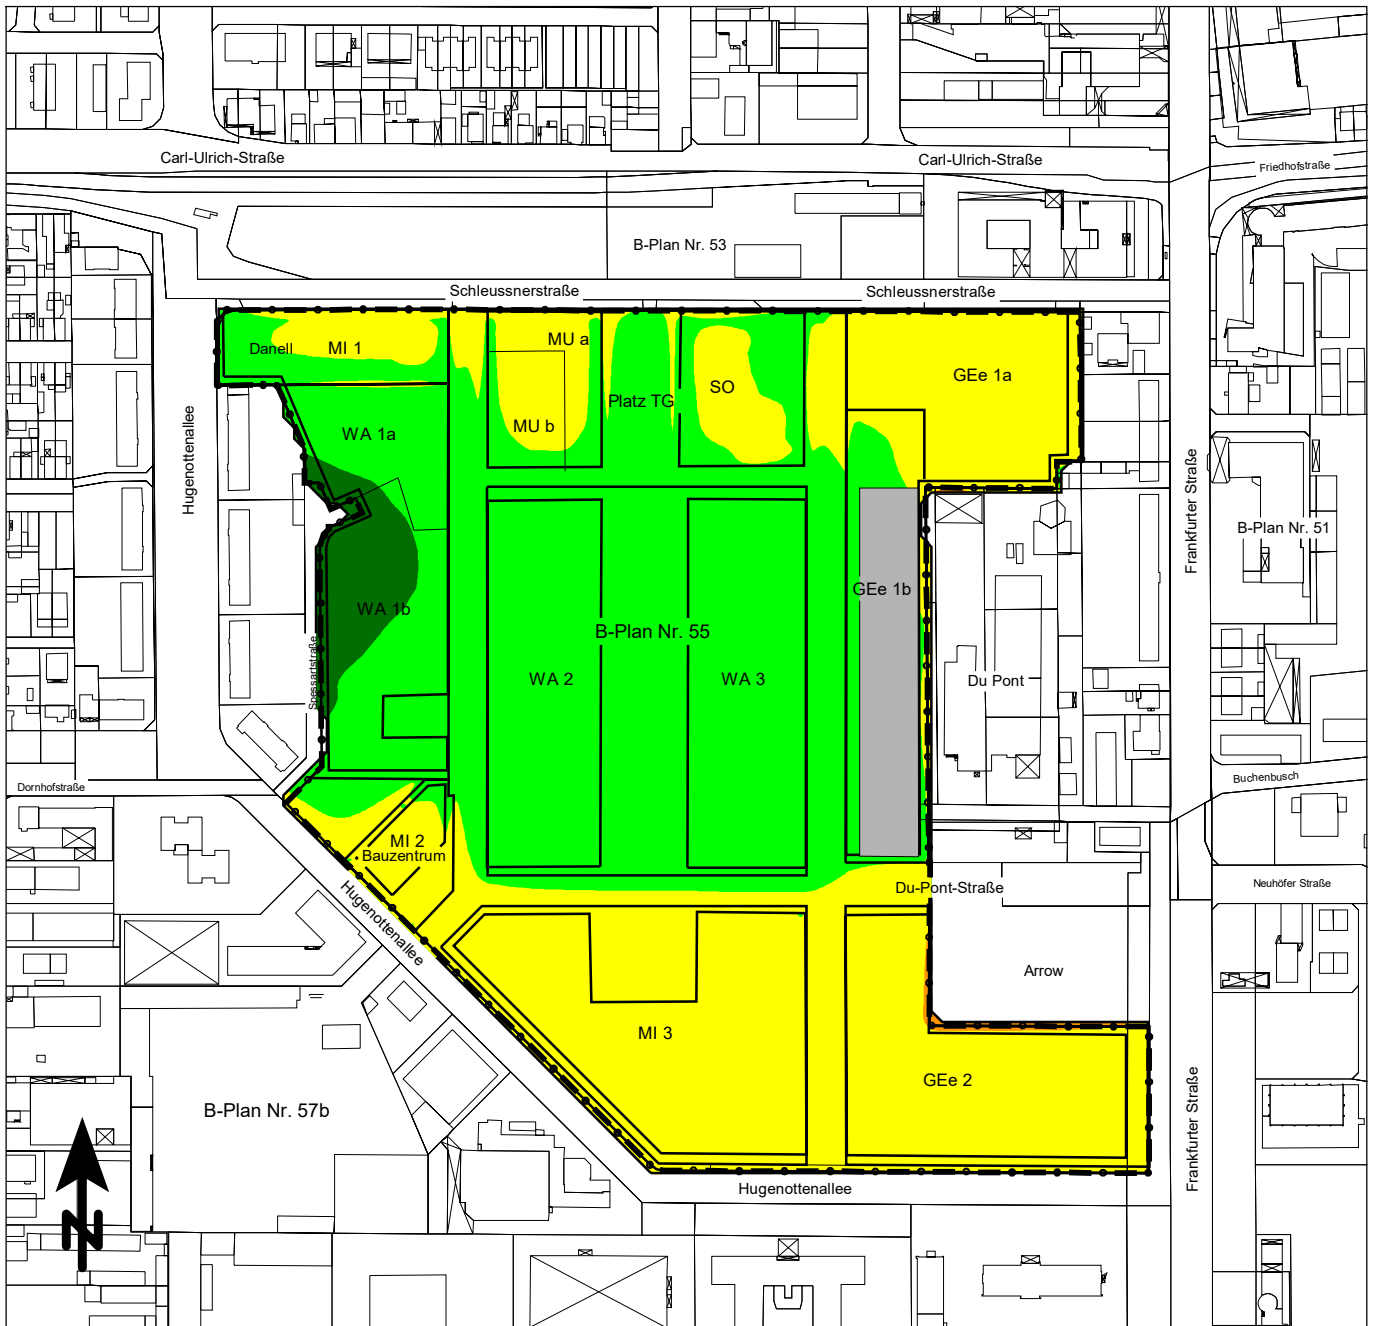 Carl-Ulrich-Straße
Carl-Ulrich-Straße
Friedhofstraße
B-Plan Nr. 53
Schleussnerstraße
Schleussnerstraße
Danell
MI 1
MU a
GEe 1a
SO
Platz TG
MU b
WA 1a
Hugenottenallee
Frankfurter Straße
B-Plan Nr. 51
GEe 1b
WA 1b
B-Plan Nr. 55
Spessartstraße
WA 2
WA 3
Du Pont
Dornhofstraße
Buchenbusch
MI 2
Bauzentrum
Du-Pont-Straße
Neuhöfer Straße
Hugenottenallee
Arrow
MI 3
GEe 2
B-Plan Nr. 57b
Frankfurter Straße
Hugenottenallee
N